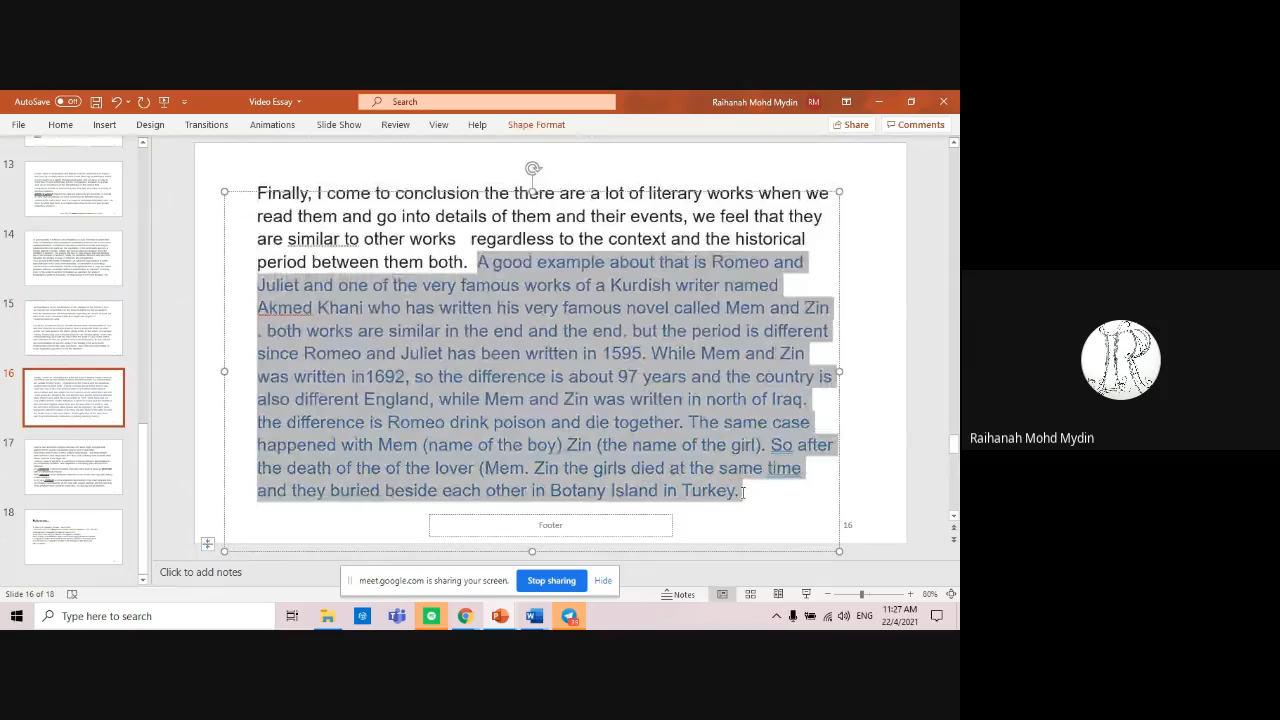 AutoSave Off
Video Essay
Search
Raihanah Mohd Mydin RM
File Home Insert Design Transitions Animations Slide Show Review View Help Shape Format Share Comments
13
14
15
16
17
18
Finally, I come to conclusion the there are a lot of literary works when we
read them and go into details of them and their events, we feel that they
are similar to other works regardless to the context and the historical
period between them both. A good example about that is Romeo and
Juliet and one of the very famous works of a Kurdish writer named
Akmed Khani who has written his very famous novel called Mem and Zin
. both works are similar in theme and the end. but the period is different
since Romeo and Juliet has been written in 1595. While Mem and Zin
was written in1692, so the difference is about 97 years and the country is
also different England, while Mem and Zin was written in north of Iraq.
the difference is Romeo drink poison and die together. The same case
happened with Mem (name of the boy) Zin (the name of the girl). So after
the death of the of the lover Mem. Zin the girls died at the same time
and they buried beside each other in Botany Island in Turkey.
Footer
16
Click to add notes
meet.google.com is sharing your screen. Stop sharing Hide
Slide 16 of 18
Notes
80%
Type here to search
ENG
11:27 AM
22/4/2021
R
Raihanah Mohd Mydin